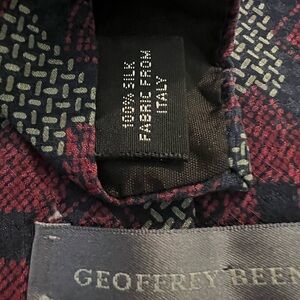 100% SILK
FABRIC FROM
ITALY
GEOFFREY BEEN